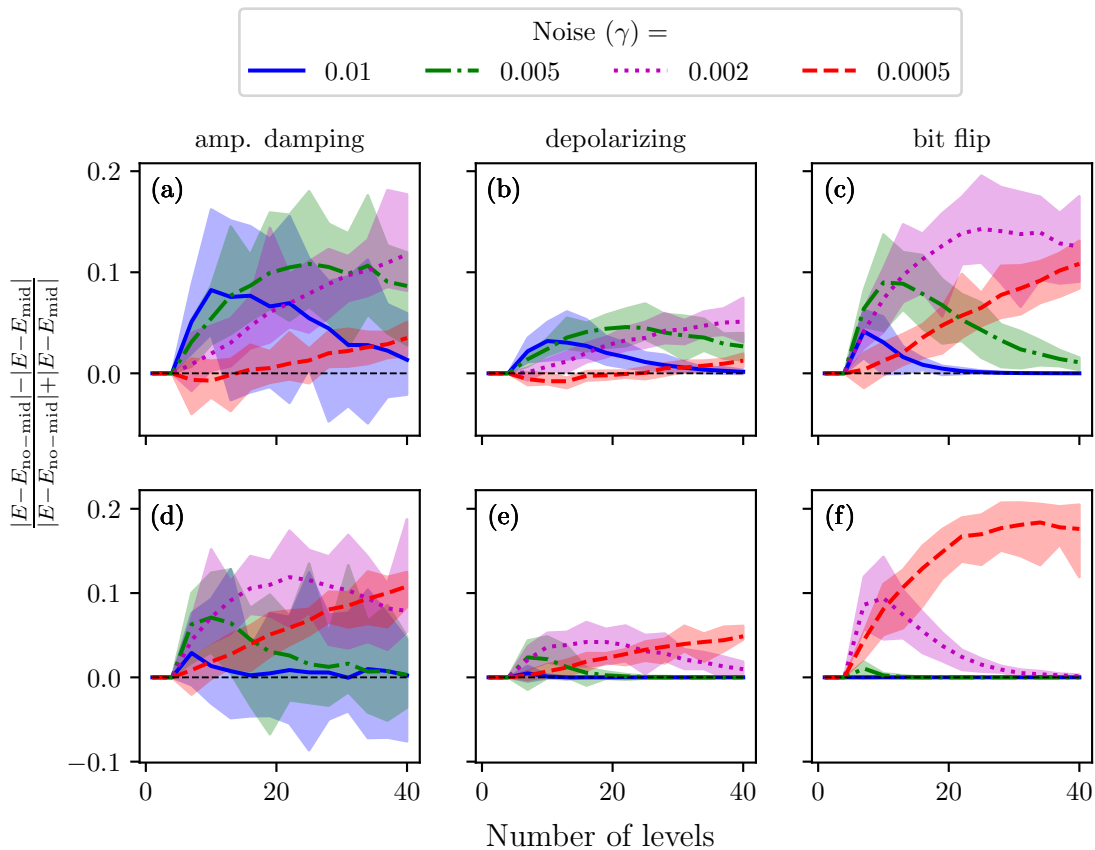 Noise (γ) =
0.01 0.005 0.002 0.0005
amp. damping depolarizing bit flip
(a) (b) (c)
0.2
0.1
0.0
|E−E_no−mid|−|E−E_mid|
|E−E_no−mid|+|E−E_mid|
(d) (e) (f)
0.2
0.1
0.0
−0.1
0 20 40 0 20 40 0 20 40
Number of levels